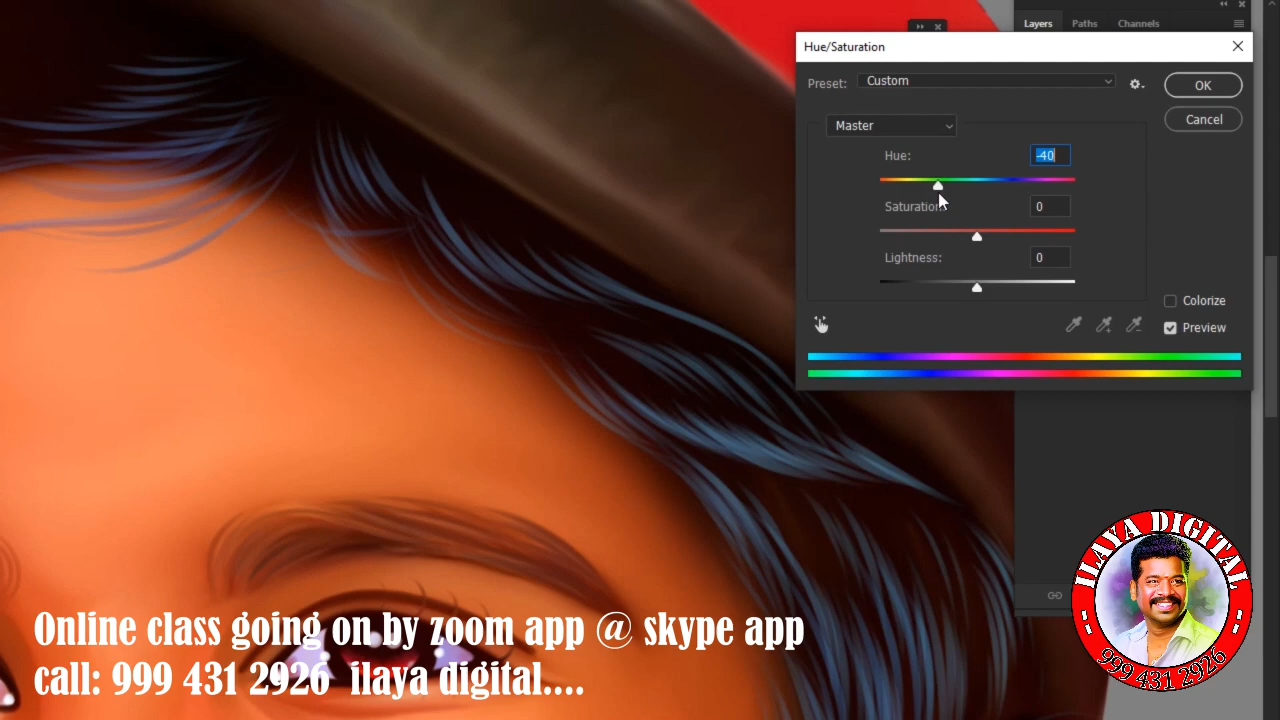 Layers Paths Channels
Hue/Saturation
Preset: Custom
OK
Cancel
Master
Hue: -40
Saturation: 0
Lightness: 0
Colorize
Preview
ILAYA DIGITAL
999 431 2926
Online class going on by zoom app @ skype app
call: 999 431 2926 ilaya digital....